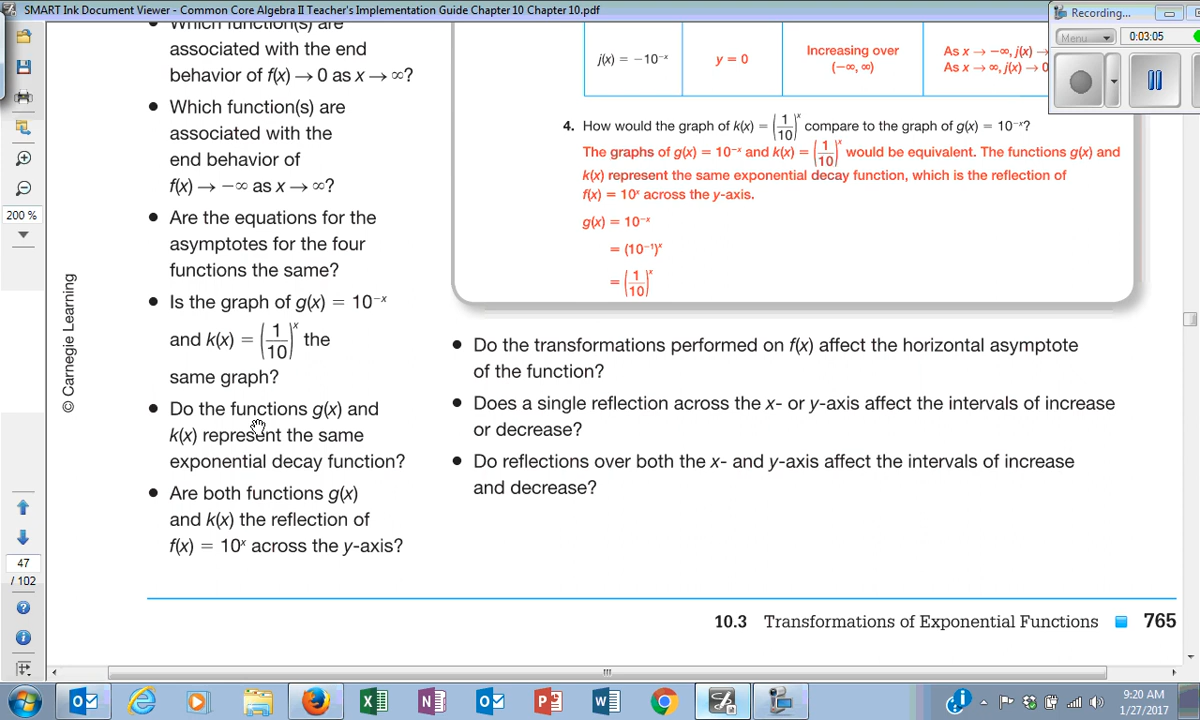 SMART Ink Document Viewer - Common Core Algebra II Teacher's Implementation Guide Chapter 10 Chapter 10.pdf
Recording...
Menu
0:03:05
200 %
47
/ 102
© Carnegie Learning
• Which function(s) are
associated with the end
behavior of f(x) → 0 as x → ∞?
• Which function(s) are
associated with the
end behavior of
f(x) → −∞ as x → ∞?
• Are the equations for the
asymptotes for the four
functions the same?
• Is the graph of g(x) = 10⁻ˣ
and k(x) = (1/10)ˣ the
same graph?
• Do the functions g(x) and
k(x) represent the same
exponential decay function?
• Are both functions g(x)
and k(x) the reflection of
f(x) = 10ˣ across the y-axis?
j(x) = −10⁻ˣ
y = 0
Increasing over
(−∞, ∞)
As x → −∞, j(x) →
As x → ∞, j(x) → 0
4. How would the graph of k(x) = (1/10)ˣ compare to the graph of g(x) = 10⁻ˣ?
The graphs of g(x) = 10⁻ˣ and k(x) = (1/10)ˣ would be equivalent. The functions g(x) and
k(x) represent the same exponential decay function, which is the reflection of
f(x) = 10ˣ across the y-axis.
g(x) = 10⁻ˣ
= (10⁻¹)ˣ
= (1/10)ˣ
• Do the transformations performed on f(x) affect the horizontal asymptote
of the function?
• Does a single reflection across the x- or y-axis affect the intervals of increase
or decrease?
• Do reflections over both the x- and y-axis affect the intervals of increase
and decrease?
10.3 Transformations of Exponential Functions 765
9:20 AM
1/27/2017